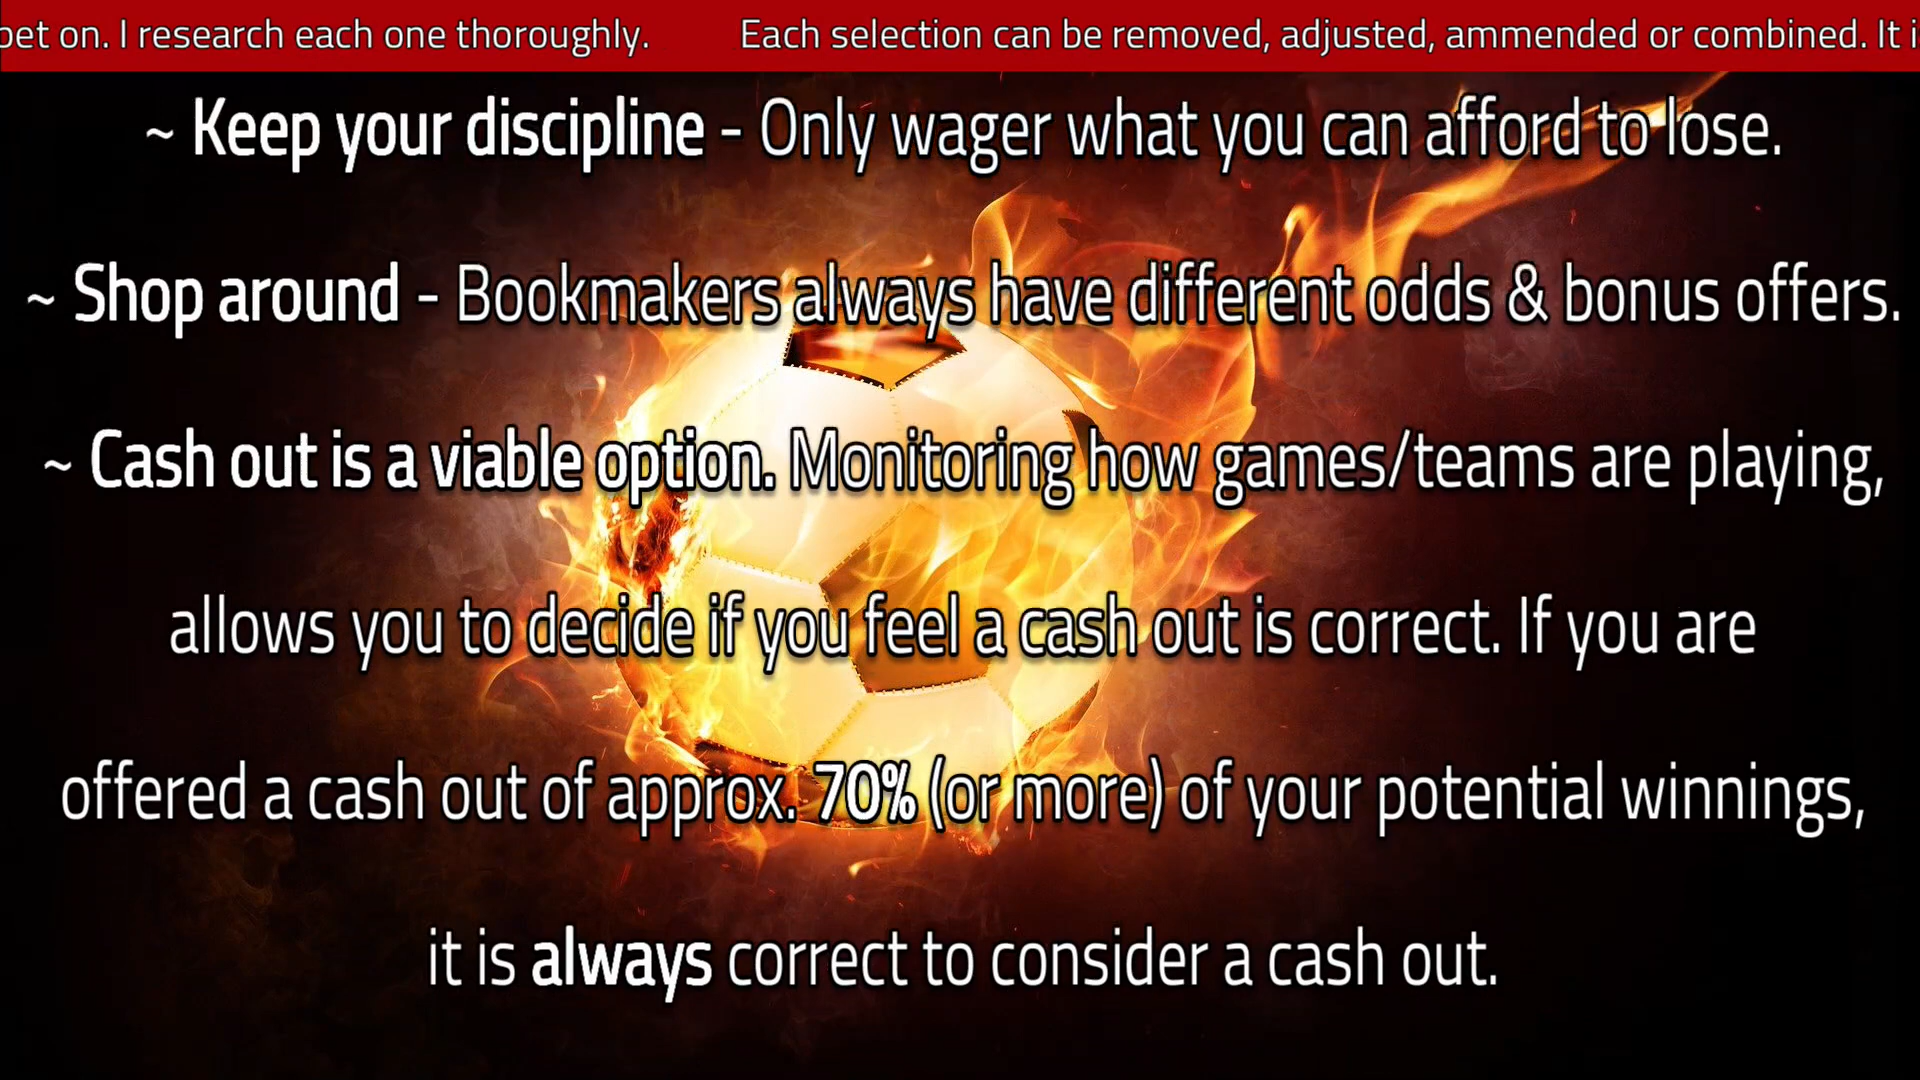 bet on. I research each one thoroughly. Each selection can be removed, adjusted, ammended or combined. It i
~ Keep your discipline - Only wager what you can afford to lose.
~ Shop around - Bookmakers always have different odds & bonus offers.
~ Cash out is a viable option. Monitoring how games/teams are playing,
allows you to decide if you feel a cash out is correct. If you are
offered a cash out of approx. 70% (or more) of your potential winnings,
it is always correct to consider a cash out.